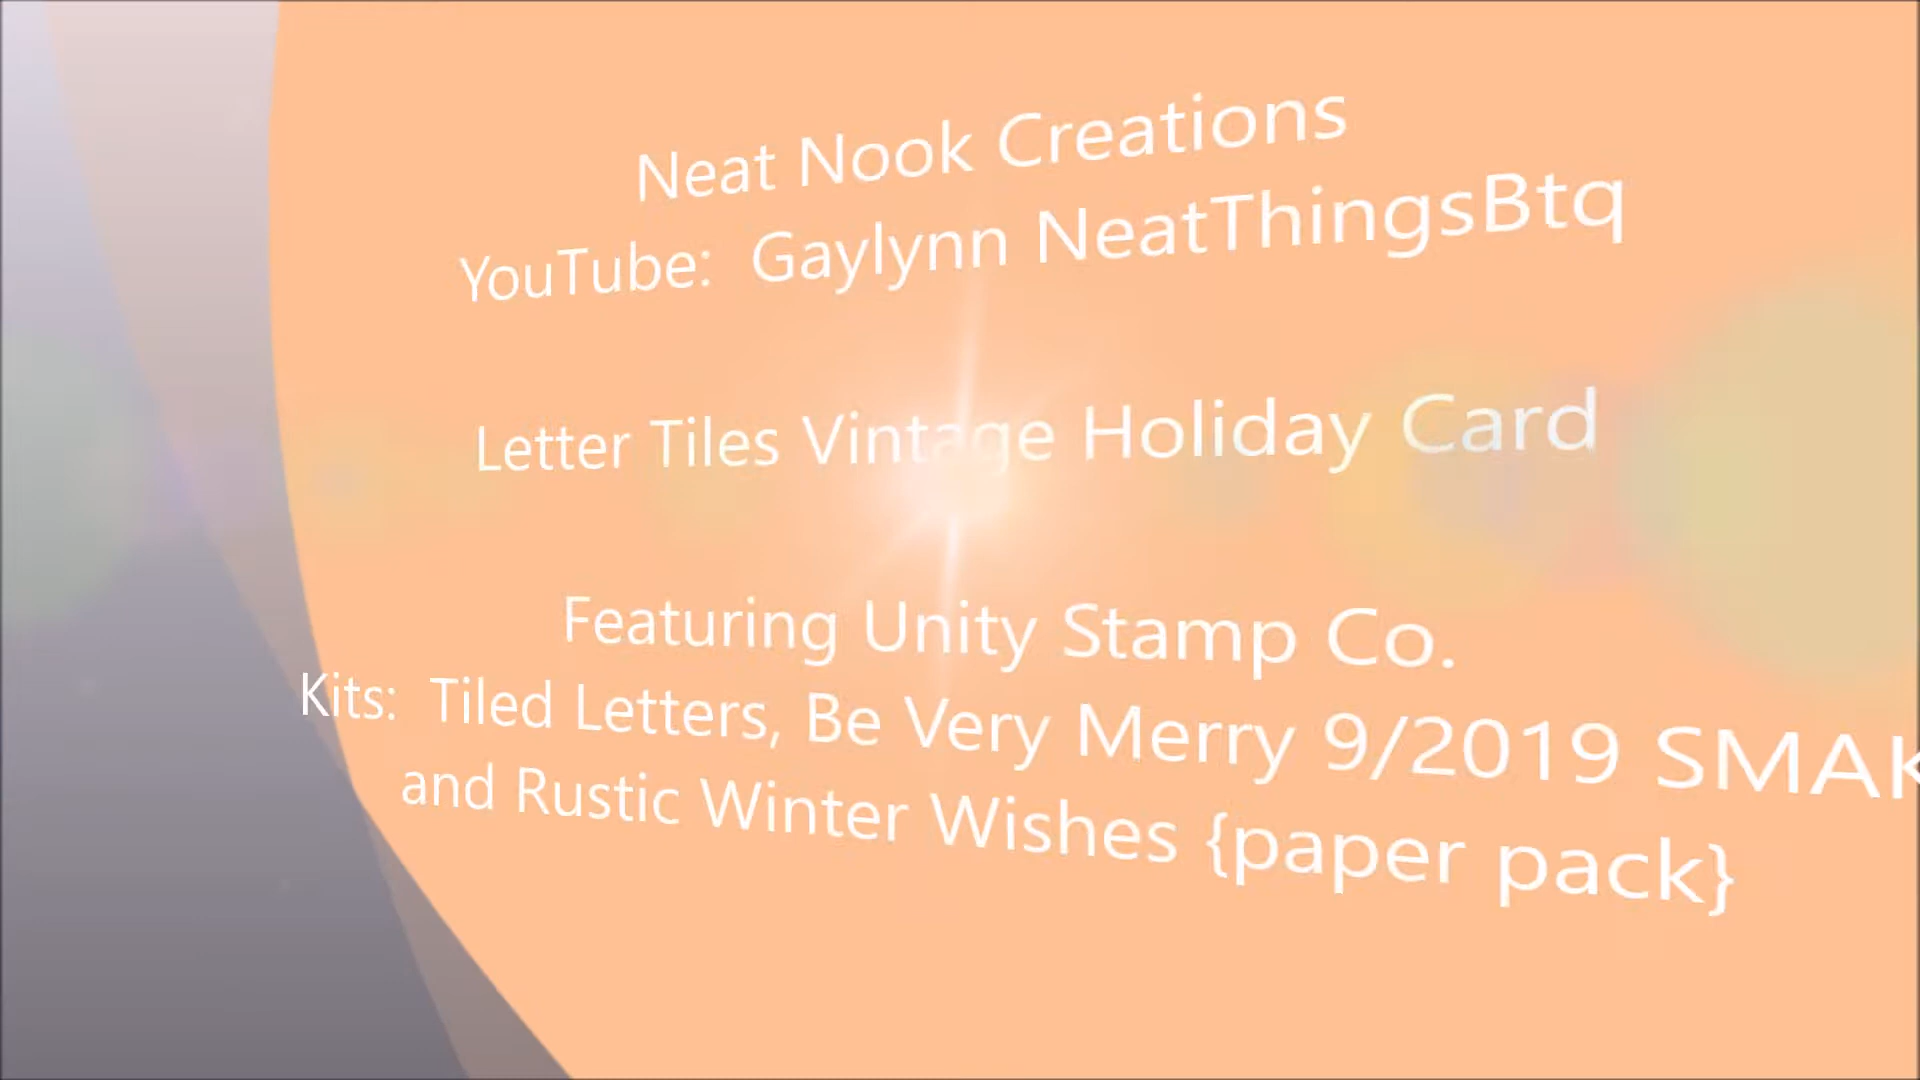 Neat Nook Creations
YouTube: Gaylynn NeatThingsBtq
Letter Tiles Vintage Holiday Card
Featuring Unity Stamp Co.
Kits: Tiled Letters, Be Very Merry 9/2019 SMAK
and Rustic Winter Wishes {paper pack}